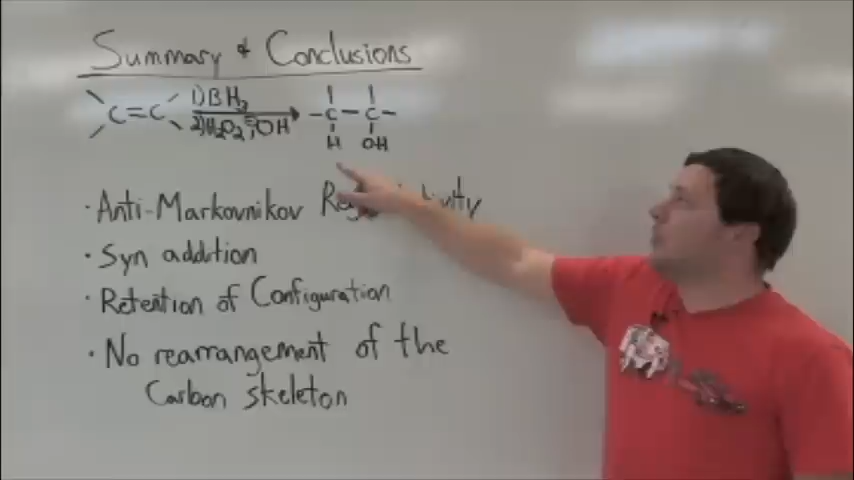 Summary & Conclusions
C=C 1) BH3 -C-C-
2) H2O2, ⁻OH H OH
· Anti-Markovnikov
· Syn addition
· Retention of Configuration
· No rearrangement of the
Carbon skeleton